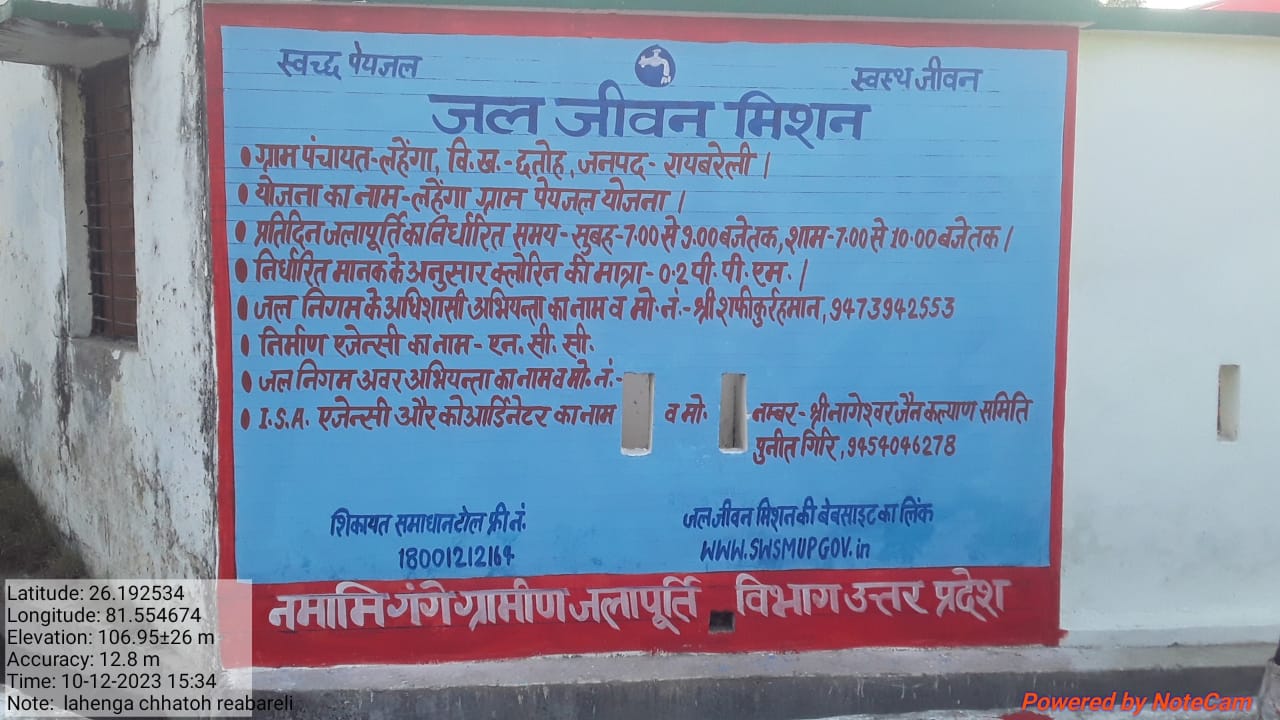 स्वच्छ पेयजल
स्वस्थ जीवन
जल जीवन मिशन
• ग्राम पंचायत-लहेंगा, वि.ख.-छतोह, जनपद- रायबरेली।
• योजना का नाम-लहेंगा ग्राम पेयजल योजना।
• प्रतिदिन जलापूर्ति का निर्धारित समय- सुबह-7.00 से 9.00 बजे तक, शाम-7.00 से 10.00 बजे तक।
• निर्धारित मानक के अनुसार क्लोरिन की मात्रा- 0.2 पी. पी. एम.।
• जल निगम के अधिशासी अभियन्ता का नाम व मो. नं.- श्री शफीकुर्रहमान, 9473942553
• निर्माण एजेन्सी का नाम- एन. सी. सी.
• जल निगम अवर अभियन्ता का नाम व मो. नं.-
• I.S.A. एजेन्सी और कोआर्डिनेटर का नाम व मो. नम्बर- श्री नागेश्वर जैन कल्याण समिति
पुनीत गिरि, 9454046278
शिकायत समाधान टोल फ्री नं.
18001212164
जल जीवन मिशन की बेबसाइट का लिंक
WWW.SWSMUPGOV.in
नमामि गंगे ग्रामीण जलापूर्ति विभाग उत्तर प्रदेश
Latitude: 26.192534
Longitude: 81.554674
Elevation: 106.95±26 m
Accuracy: 12.8 m
Time: 10-12-2023 15:34
Note: lahenga chhatoh reabareli
Powered by NoteCam